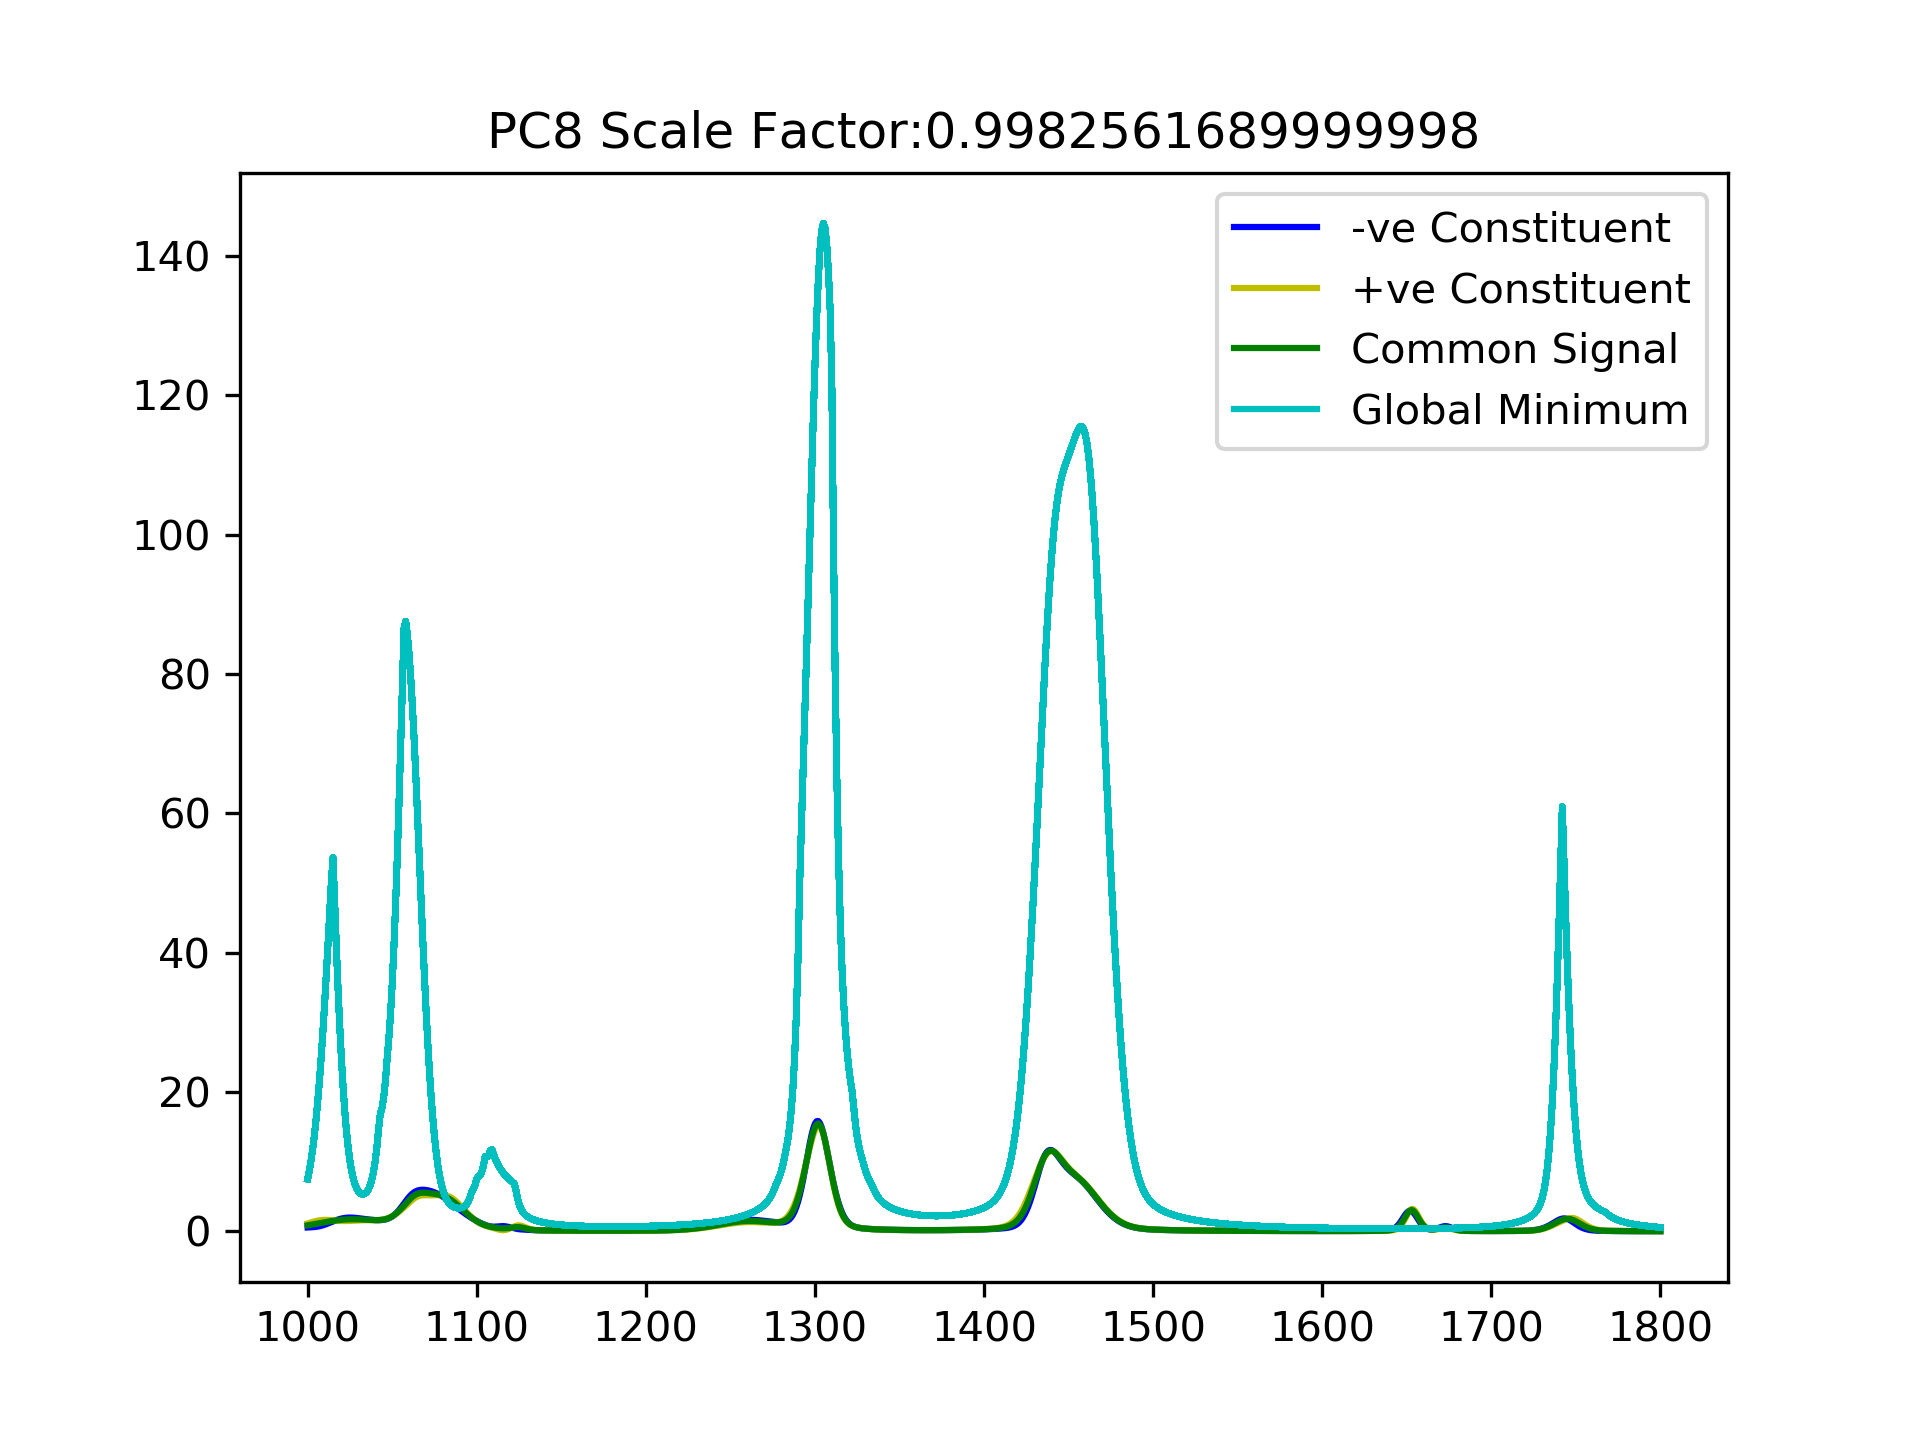 PC8 Scale Factor:0.9982561689999998
-ve Constituent
+ve Constituent
Common Signal
Global Minimum
140
120
100
80
60
40
20
0
1000 1100 1200 1300 1400 1500 1600 1700 1800